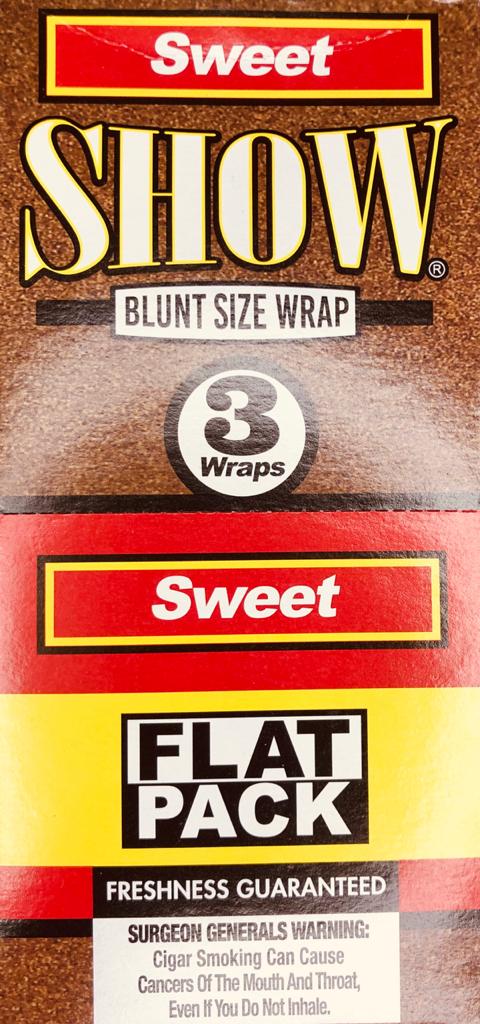 Sweet
SHOW®
BLUNT SIZE WRAP
3
Wraps
Sweet
FLAT
PACK
FRESHNESS GUARANTEED
SURGEON GENERALS WARNING:
Cigar Smoking Can Cause
Cancers Of The Mouth And Throat,
Even If You Do Not Inhale.